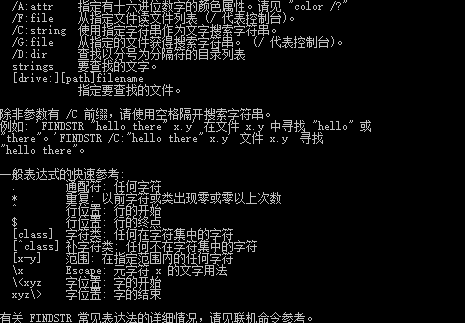 /A:attr 指定有十六进位数字的颜色属性。请见 "color /?"
/F:file 从指定文件读文件列表 (/ 代表控制台)。
/C:string 使用指定字符串作为文字搜索字符串。
/G:file 从指定的文件获得搜索字符串。 (/ 代表控制台)。
/D:dir 查找以分号为分隔符的目录列表
strings 要查找的文字。
[drive:][path]filename
指定要查找的文件。
除非参数有 /C 前缀，请使用空格隔开搜索字符串。
例如: 'FINDSTR "hello there" x.y' 在文件 x.y 中寻找 "hello" 或
"there"。'FINDSTR /C:"hello there" x.y' 文件 x.y 寻找
"hello there"。
一般表达式的快速参考:
. 通配符: 任何字符
* 重复: 以前字符或类出现零或零以上次数
^ 行位置: 行的开始
$ 行位置: 行的终点
[class] 字符类: 任何在字符集中的字符
[^class] 补字符类: 任何不在字符集中的字符
[x-y] 范围: 在指定范围内的任何字符
\x Escape: 元字符 x 的文字用法
\<xyz 字位置: 字的开始
xyz\> 字位置: 字的结束
有关 FINDSTR 常见表达法的详细情况，请见联机命令参考。